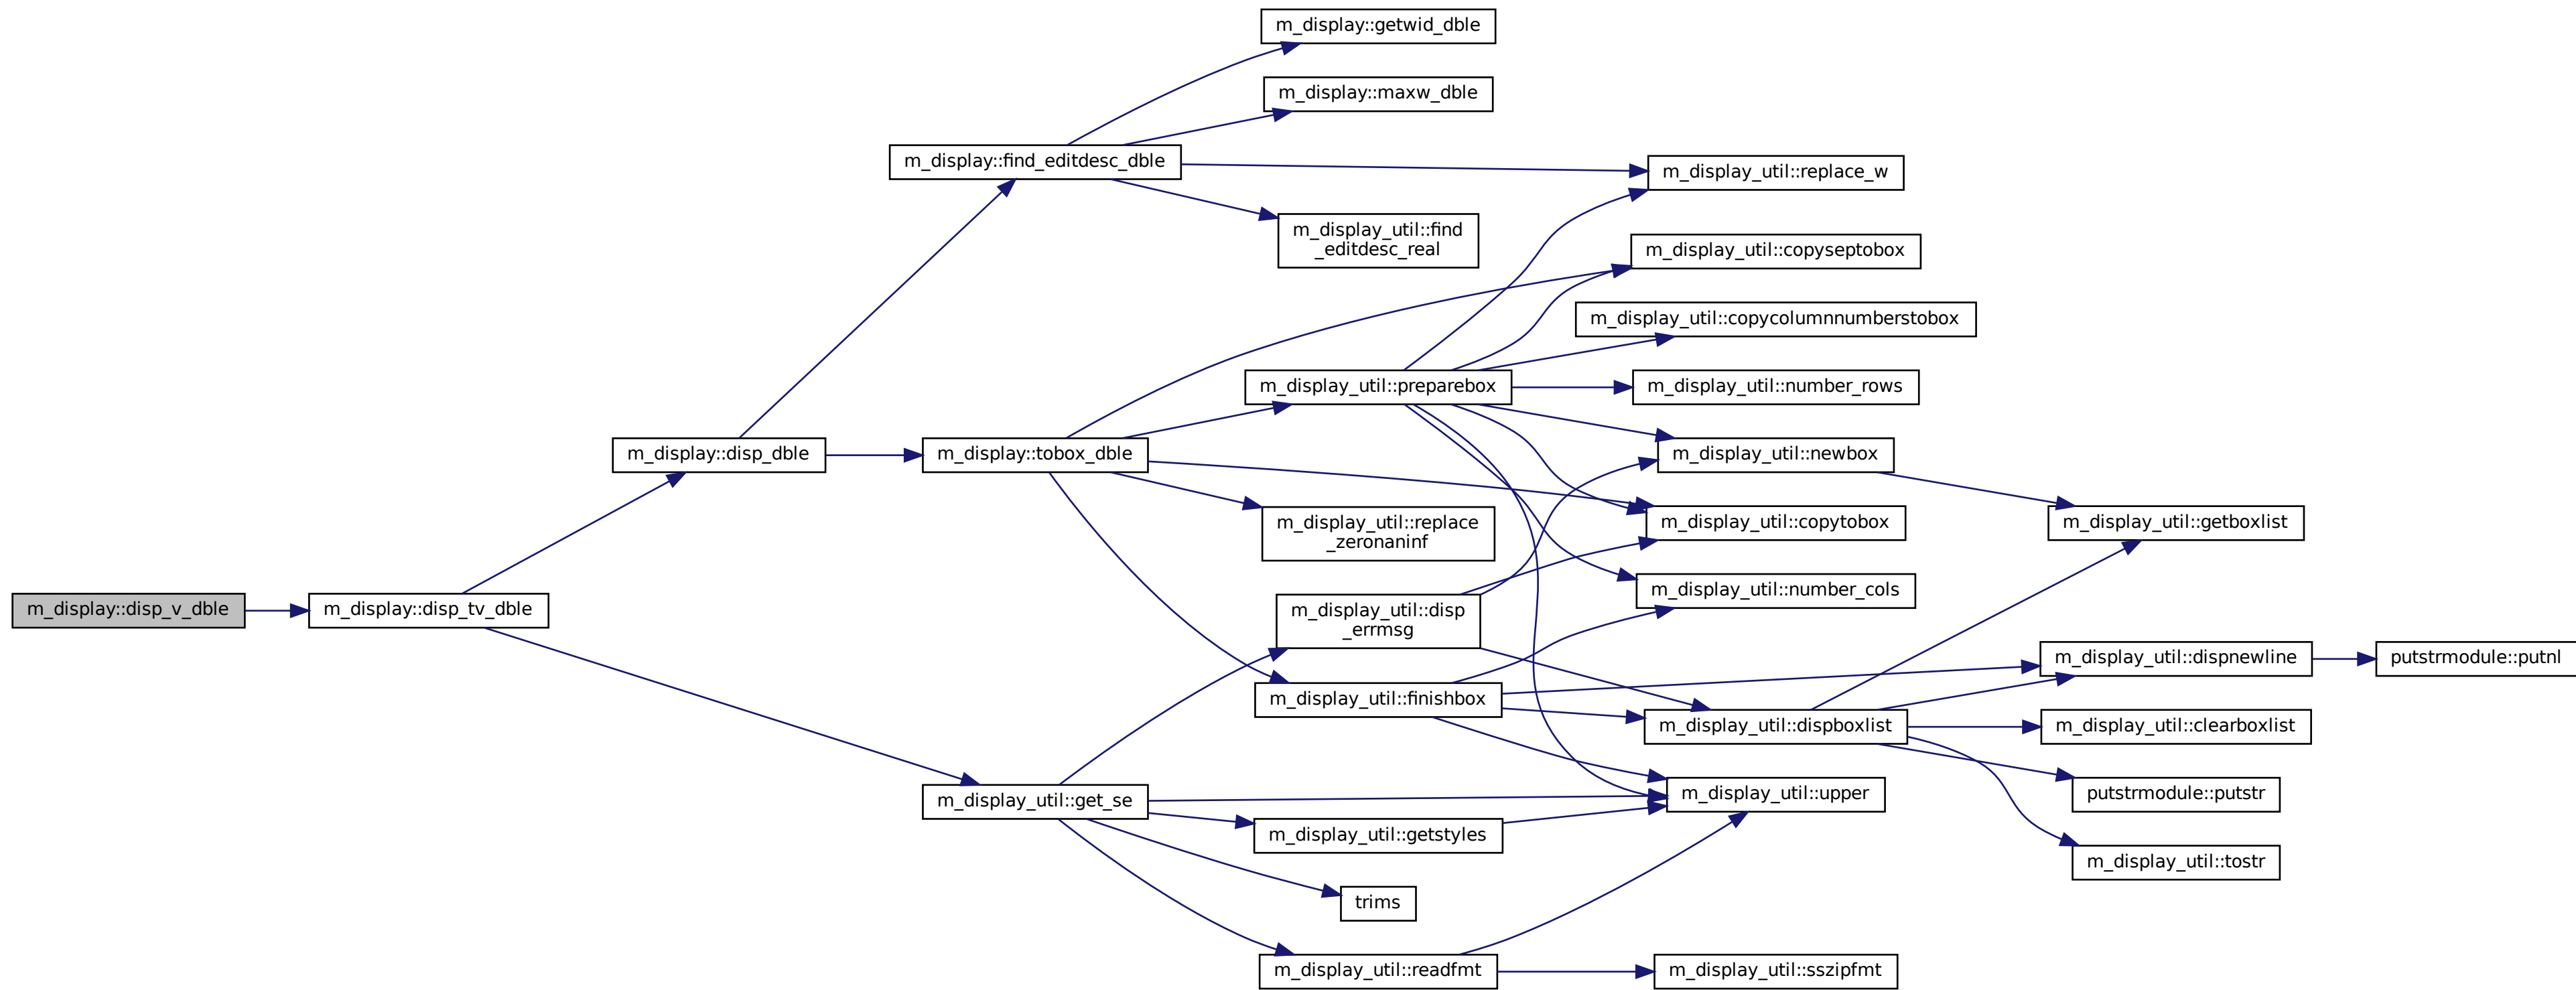 m_display::getwid_dble
m_display::maxw_dble
m_display::find_editdesc_dble
m_display_util::replace_w
m_display_util::find
_editdesc_real
m_display_util::copyseptobox
m_display_util::copycolumnnumberstobox
m_display_util::preparebox
m_display_util::number_rows
m_display::disp_dble
m_display::tobox_dble
m_display_util::newbox
m_display_util::replace
_zeronaninf
m_display_util::copytobox
m_display_util::getboxlist
m_display::disp_v_dble
m_display::disp_tv_dble
m_display_util::disp
_errmsg
m_display_util::number_cols
m_display_util::dispnewline
putstrmodule::putnl
m_display_util::finishbox
m_display_util::dispboxlist
m_display_util::clearboxlist
m_display_util::get_se
m_display_util::upper
putstrmodule::putstr
m_display_util::getstyles
m_display_util::tostr
trims
m_display_util::readfmt
m_display_util::sszipfmt